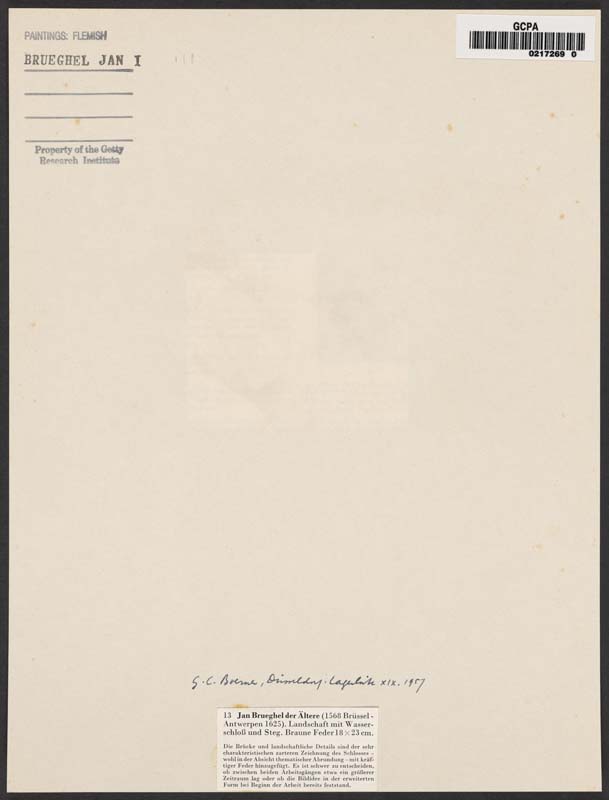 PAINTINGS: FLEMISH
BRUEGHEL JAN I
Property of the Getty
Research Institute
GCPA
0217269 0
G. C. Boerner, Düsseldorf. Lagerliste XIX. 1957
13 Jan Brueghel der Ältere (1568 Brüssel -
Antwerpen 1625). Landschaft mit Wasser-
schloß und Steg. Braune Feder 18 × 23 cm.
Die Brücke und landschaftliche Details sind der sehr
charakteristischen zarteren Zeichnung des Schlosses –
wohl in der Absicht thematischer Abrundung – mit kräf-
tiger Feder hinzugefügt. Es ist schwer zu entscheiden,
ob zwischen beiden Arbeitsgängen etwa ein größerer
Zeitraum lag oder ob die Bildidee in der erweiterten
Form bei Beginn der Arbeit bereits feststand.